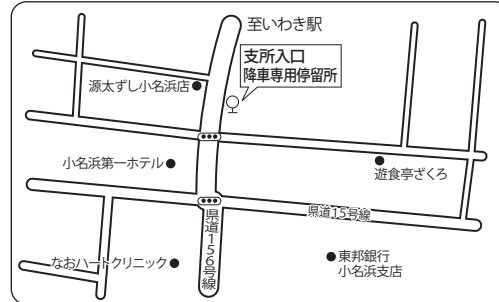 至いわき駅
支所入口
降車専用停留所
源太ずし小名浜店
小名浜第一ホテル
遊食亭ざくろ
県道15号線
県道156号線
なおハートクリニック
東邦銀行
小名浜支店